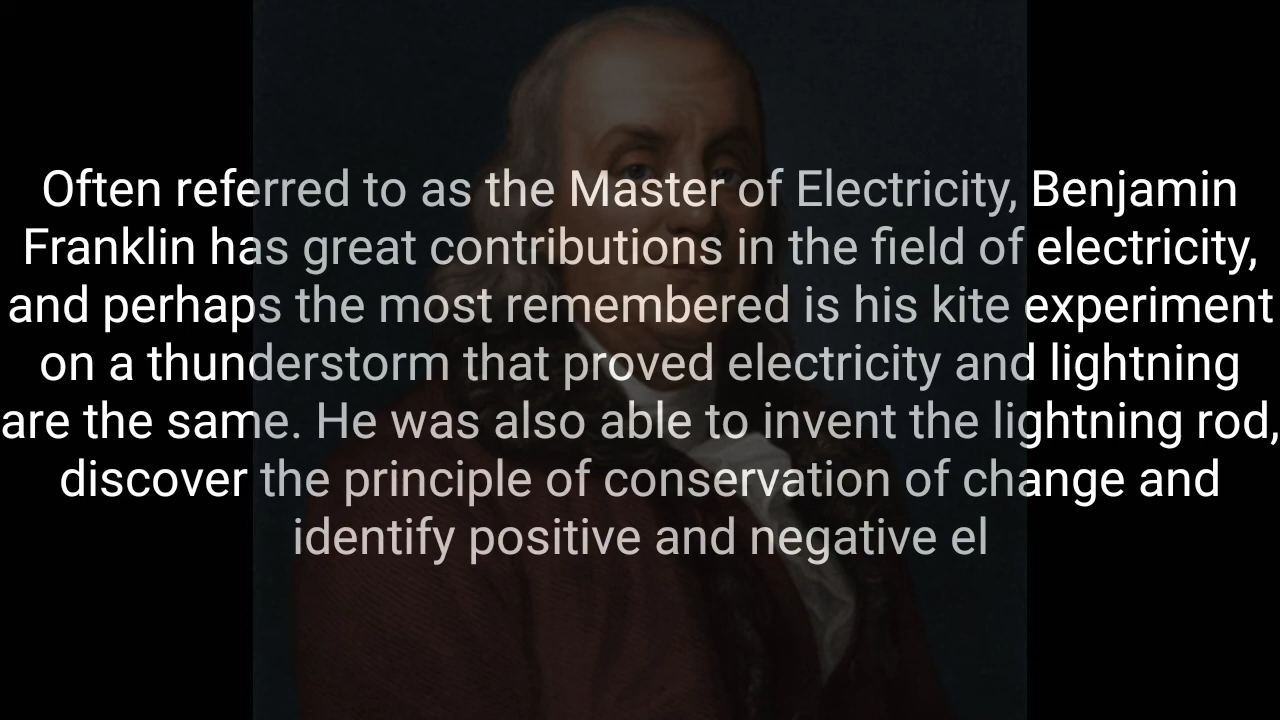 Often referred to as the Master of Electricity, Benjamin
Franklin has great contributions in the field of electricity,
and perhaps the most remembered is his kite experiment
on a thunderstorm that proved electricity and lightning
are the same. He was also able to invent the lightning rod,
discover the principle of conservation of change and
identify positive and negative el